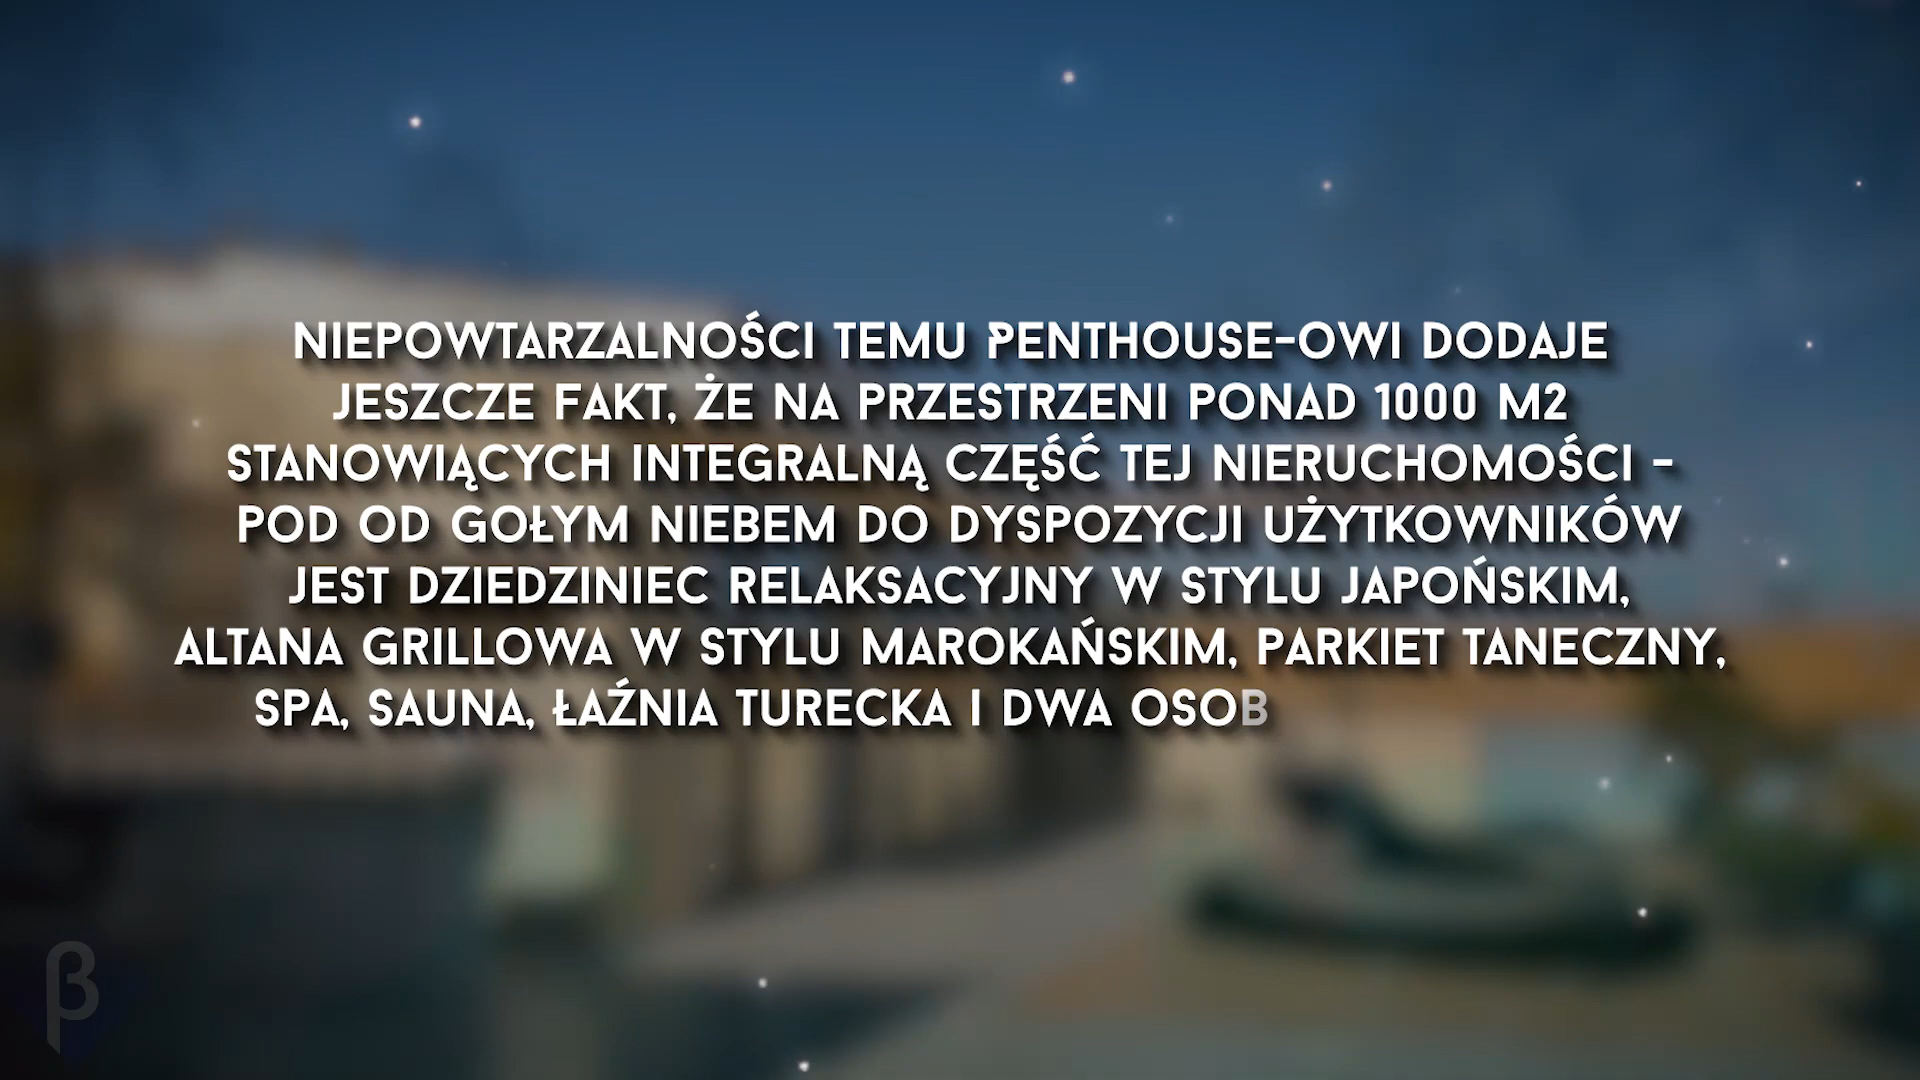 NIEPOWTARZALNOŚCI TEMU PENTHOUSE-OWI DODAJE
JESZCZE FAKT, ŻE NA PRZESTRZENI PONAD 1000 M2
STANOWIĄCYCH INTEGRALNĄ CZĘŚĆ TEJ NIERUCHOMOŚCI -
POD OD GOŁYM NIEBEM DO DYSPOZYCJI UŻYTKOWNIKÓW
JEST DZIEDZINIEC RELAKSACYJNY W STYLU JAPOŃSKIM,
ALTANA GRILLOWA W STYLU MAROKAŃSKIM, PARKIET TANECZNY,
SPA, SAUNA, ŁAŹNIA TURECKA I DWA OSOB
β